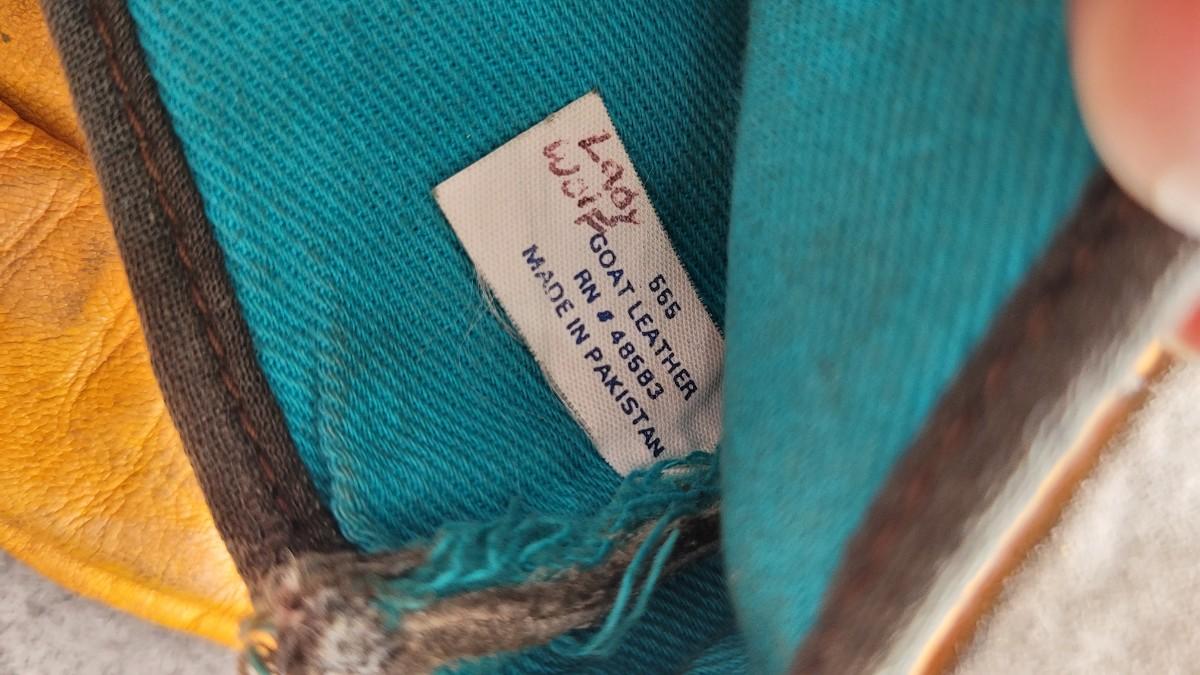 Lady
Wolf
565
GOAT LEATHER
RN # 48583
MADE IN PAKISTAN